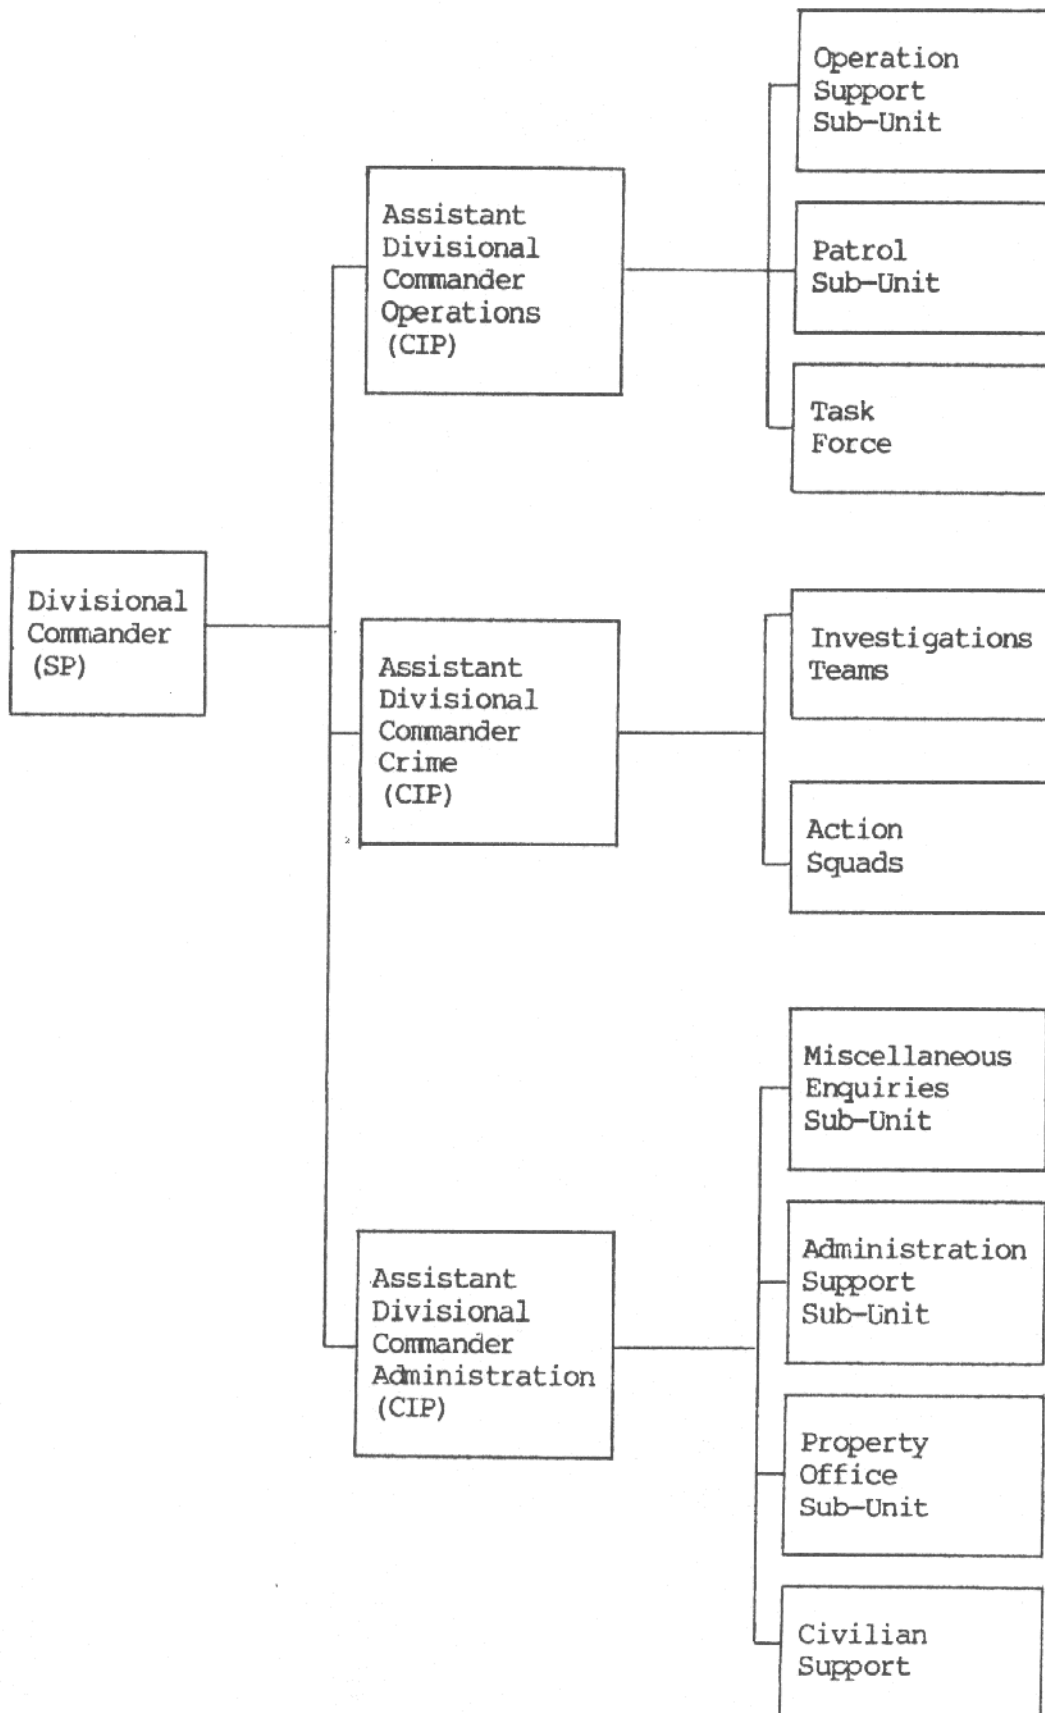 Operation
Support
Sub-Unit
Assistant
Divisional
Commander
Operations
(CIP)
Patrol
Sub-Unit
Task
Force
Divisional
Commander
(SP)
Assistant
Divisional
Commander
Crime
(CIP)
Investigations
Teams
Action
Squads
Miscellaneous
Enquiries
Sub-Unit
Assistant
Divisional
Commander
Administration
(CIP)
Administration
Support
Sub-Unit
Property
Office
Sub-Unit
Civilian
Support